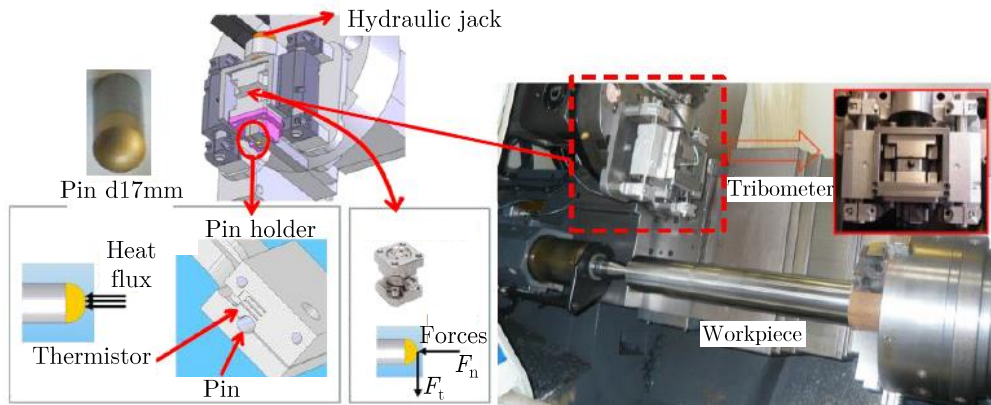 Hydraulic jack
Pin d17mm
Pin holder
Heat
flux
Thermistor
Pin
Forces
Fn
Ft
Tribometer
Workpiece